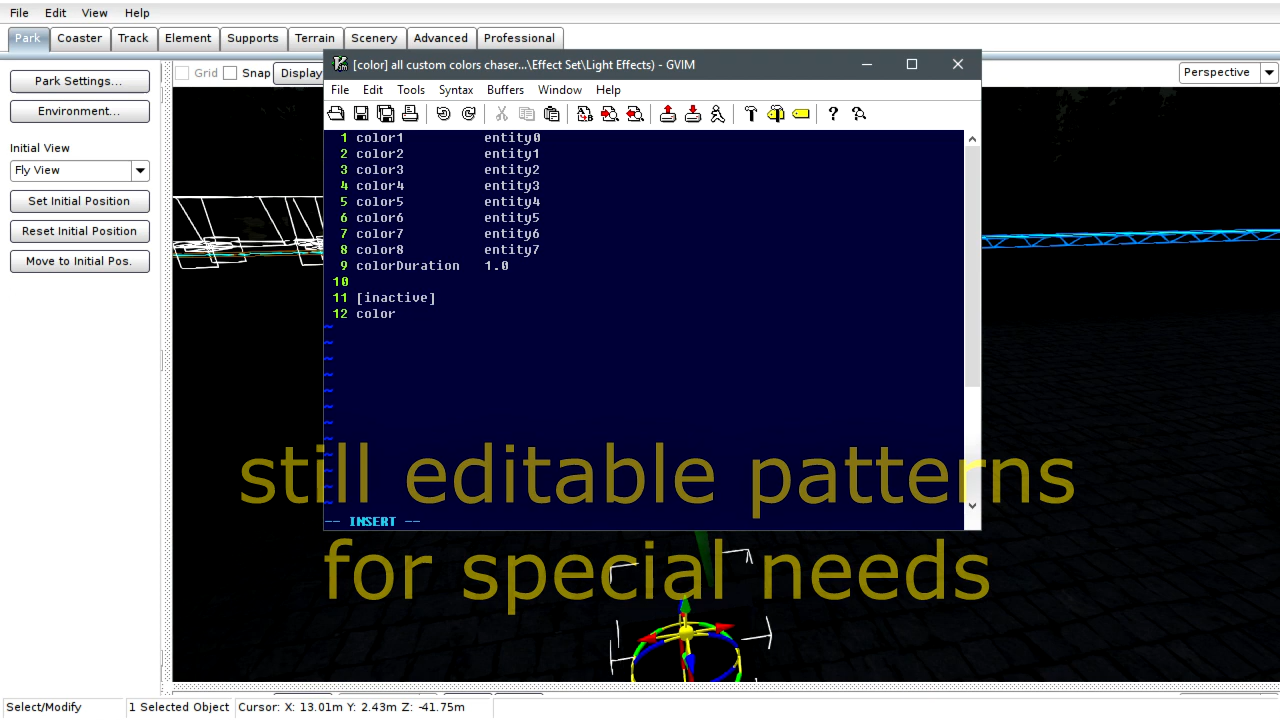 File Edit View Help
Park Coaster Track Element Supports Terrain Scenery Advanced Professional
Grid Snap Display
Perspective
Park Settings...
Environment...
Initial View
Fly View
Set Initial Position
Reset Initial Position
Move to Initial Pos.
[color] all custom colors chaser...\Effect Set\Light Effects) - GVIM
File Edit Tools Syntax Buffers Window Help
1 color1 entity0
2 color2 entity1
3 color3 entity2
4 color4 entity3
5 color5 entity4
6 color6 entity5
7 color7 entity6
8 color8 entity7
9 colorDuration 1.0
10
11 [inactive]
12 color
-- INSERT --
still editable patterns
for special needs
Select/Modify 1 Selected Object Cursor: X: 13.01m Y: 2.43m Z: -41.75m